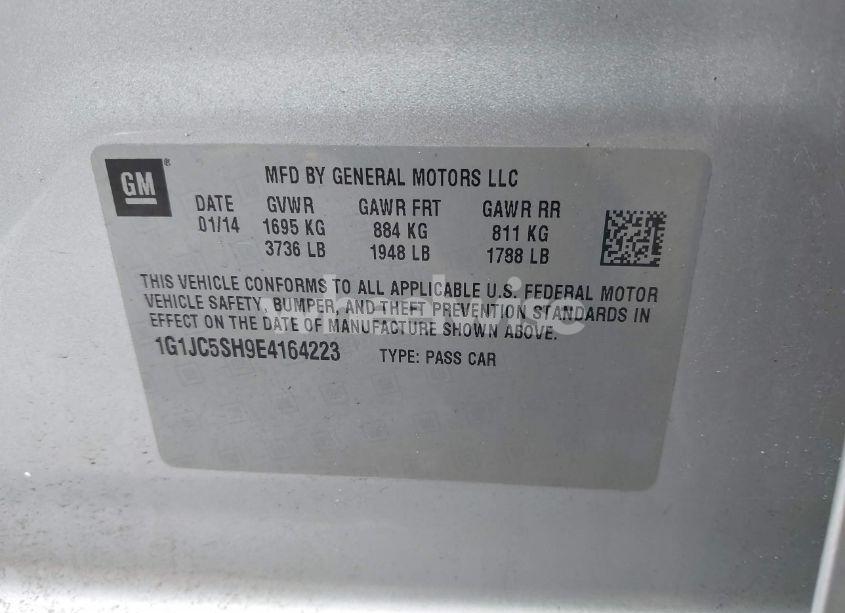 GM®
MFD BY GENERAL MOTORS LLC
DATE GVWR GAWR FRT GAWR RR
01/14 1695 KG 884 KG 811 KG
3736 LB 1948 LB 1788 LB
THIS VEHICLE CONFORMS TO ALL APPLICABLE U.S. FEDERAL MOTOR
VEHICLE SAFETY, BUMPER, AND THEFT PREVENTION STANDARDS IN
EFFECT ON THE DATE OF MANUFACTURE SHOWN ABOVE.
1G1JC5SH9E4164223 TYPE: PASS CAR